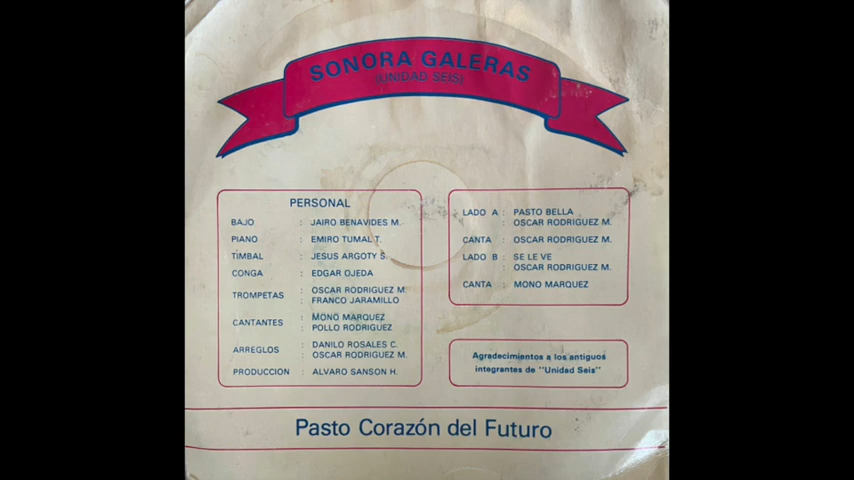 SONORA GALERAS
(UNIDAD SEIS)
PERSONAL
BAJO : JAIRO BENAVIDES M.
PIANO : EMIRO TUMAL T.
TIMBAL : JESUS ARGOTY S.
CONGA : EDGAR OJEDA
TROMPETAS : OSCAR RODRIGUEZ M.
: FRANCO JARAMILLO
CANTANTES : MONO MARQUEZ
: POLLO RODRIGUEZ
ARREGLOS : DANILO ROSALES C.
: OSCAR RODRIGUEZ M.
PRODUCCION : ALVARO SANSON H.
LADO A : PASTO BELLA
: OSCAR RODRIGUEZ M.
CANTA : OSCAR RODRIGUEZ M.
LADO B : SE LE VE
: OSCAR RODRIGUEZ M.
CANTA : MONO MARQUEZ
Agradecimientos a los antiguos
integrantes de "Unidad Seis"
Pasto Corazón del Futuro